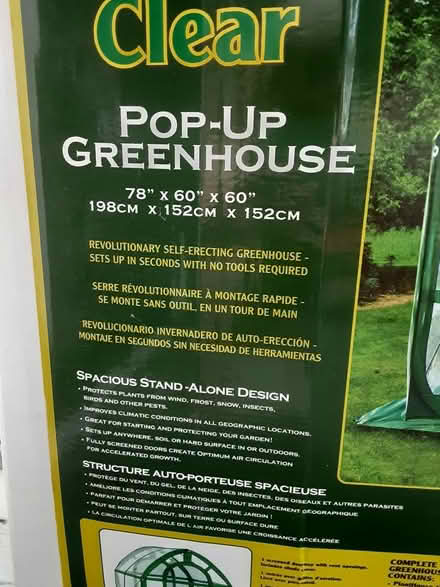 Clear
POP-UP
GREENHOUSE
78" X 60" X 60"
198CM X 152CM X 152CM
REVOLUTIONARY SELF-ERECTING GREENHOUSE -
SETS UP IN SECONDS WITH NO TOOLS REQUIRED
SERRE RÉVOLUTIONNAIRE À MONTAGE RAPIDE -
SE MONTE SANS OUTIL, EN UN TOUR DE MAIN
REVOLUCIONARIO INVERNADERO DE AUTO-ERECCIÓN -
MONTAJE EN SEGUNDOS SIN NECESIDAD DE HERRAMIENTAS
SPACIOUS STAND-ALONE DESIGN
• PROTECTS PLANTS FROM WIND, FROST, SNOW, INSECTS,
BIRDS AND OTHER PESTS.
• IMPROVES CLIMATIC CONDITIONS IN ALL GEOGRAPHIC LOCATIONS.
• GREAT FOR STARTING AND PROTECTING YOUR GARDEN!
• SETS UP ANYWHERE, SOIL OR HARD SURFACE IN OR OUTDOORS.
• FULLY SCREENED DOORS CREATE OPTIMUM AIR CIRCULATION
FOR ACCELERATED GROWTH.
STRUCTURE AUTO-PORTEUSE SPACIEUSE
• PROTÈGE DU VENT, DU GEL, DE LA NEIGE, DES INSECTES, DES OISEAUX ET AUTRES PARASITES
• AMÉLIORE LES CONDITIONS CLIMATIQUES À TOUT EMPLACEMENT GÉOGRAPHIQUE
• PARFAIT POUR DÉMARRER ET PROTÉGER VOTRE JARDIN !
• PEUT SE MONTER PARTOUT, SUR TERRE OU SURFACE DURE
• LA CIRCULATION OPTIMALE DE L'AIR FAVORISE UNE CROISSANCE ACCÉLÉRÉE
COMPLETE
GREENHOUSE
CONTAINS